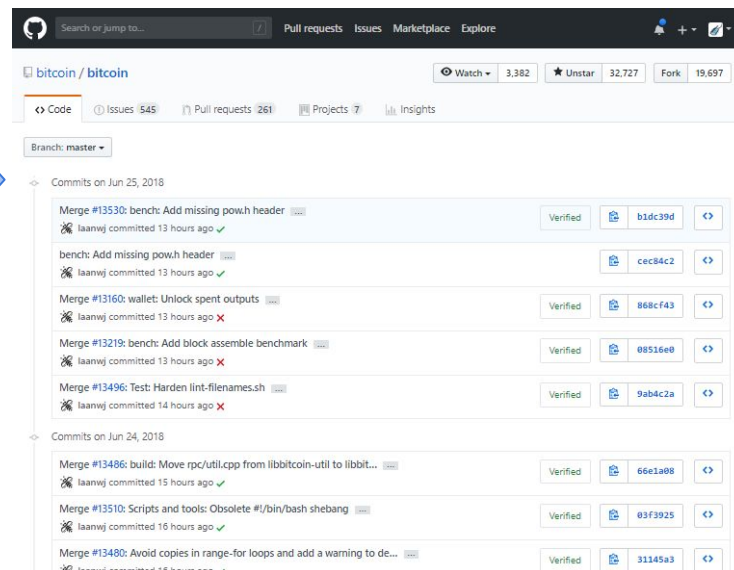 Search or jump to... / Pull requests Issues Marketplace Explore
bitcoin / bitcoin Watch 3,382 Unstar 32,727 Fork 19,697
<> Code Issues 545 Pull requests 261 Projects 7 Insights
Branch: master
Commits on Jun 25, 2018
Merge #13530: bench: Add missing pow.h header ...
laanwj committed 13 hours ago
Verified b1dc39d <>
bench: Add missing pow.h header ...
laanwj committed 13 hours ago
cec84c2 <>
Merge #13160: wallet: Unlock spent outputs ...
laanwj committed 13 hours ago
Verified 868cf43 <>
Merge #13219: bench: Add block assemble benchmark ...
laanwj committed 13 hours ago
Verified 08516e0 <>
Merge #13496: Test: Harden lint-filenames.sh ...
laanwj committed 14 hours ago
Verified 9ab4c2a <>
Commits on Jun 24, 2018
Merge #13486: build: Move rpc/util.cpp from libbitcoin-util to libbit... ...
laanwj committed 15 hours ago
Verified 66e1a08 <>
Merge #13510: Scripts and tools: Obsolete #!/bin/bash shebang ...
laanwj committed 16 hours ago
Verified 03f3925 <>
Merge #13480: Avoid copies in range-for loops and add a warning to de... ...
laanwj committed 16 hours ago
Verified 31145a3 <>